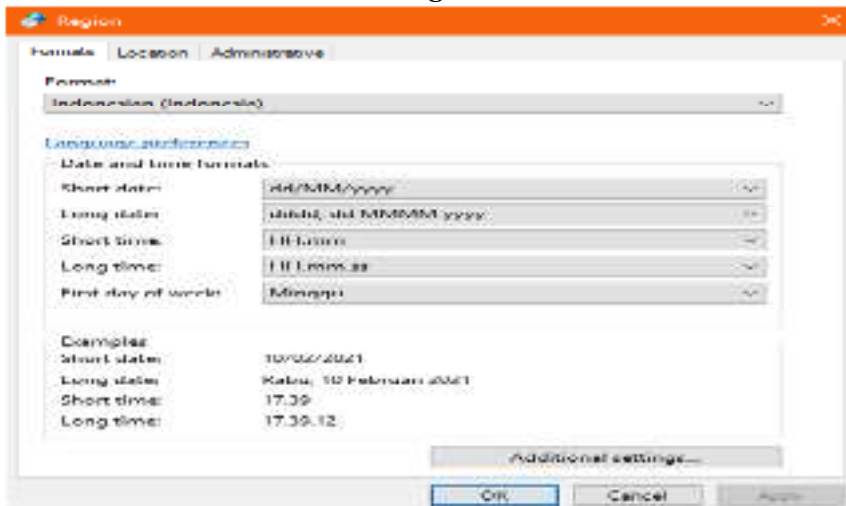 Region
Formats Location Administrative
Format:
Indonesian (Indonesia)
Language preferences
Date and time formats
Short date: dd/MM/yyyy
Long date: dddd, dd MMMM yyyy
Short time: HH.mm
Long time: HH.mm.ss
First day of week: Minggu
Examples
Short date: 10/02/2021
Long date: Rabu, 10 Februari 2021
Short time: 17.39
Long time: 17.39.12
Additional settings...
OK Cancel Apply